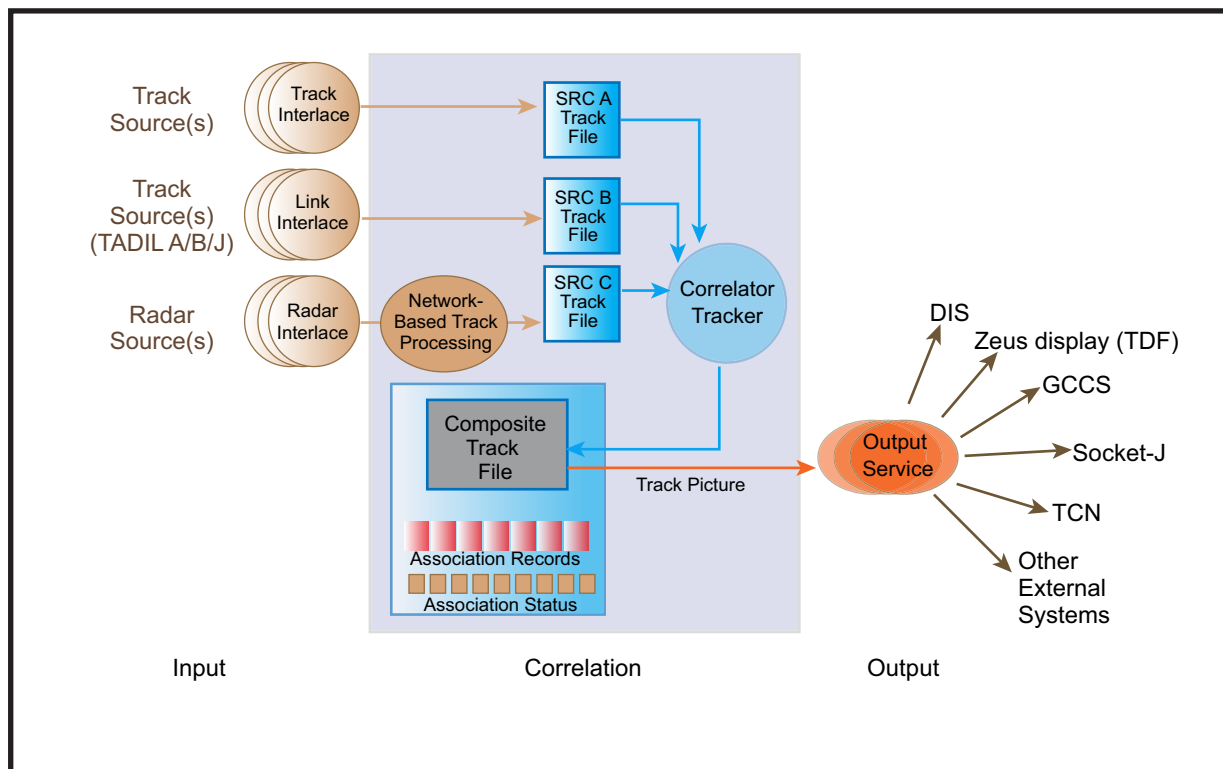 Track
Source(s)
Track
Interlace
SRC A
Track
File
Track
Source(s)
(TADIL A/B/J)
Link
Interlace
SRC B
Track
File
Radar
Source(s)
Radar
Interlace
Network-
Based Track
Processing
SRC C
Track
File
Correlator
Tracker
Composite
Track
File
Track Picture
Association Records
Association Status
Output
Service
DIS
Zeus display (TDF)
GCCS
Socket-J
TCN
Other
External
Systems
Input
Correlation
Output